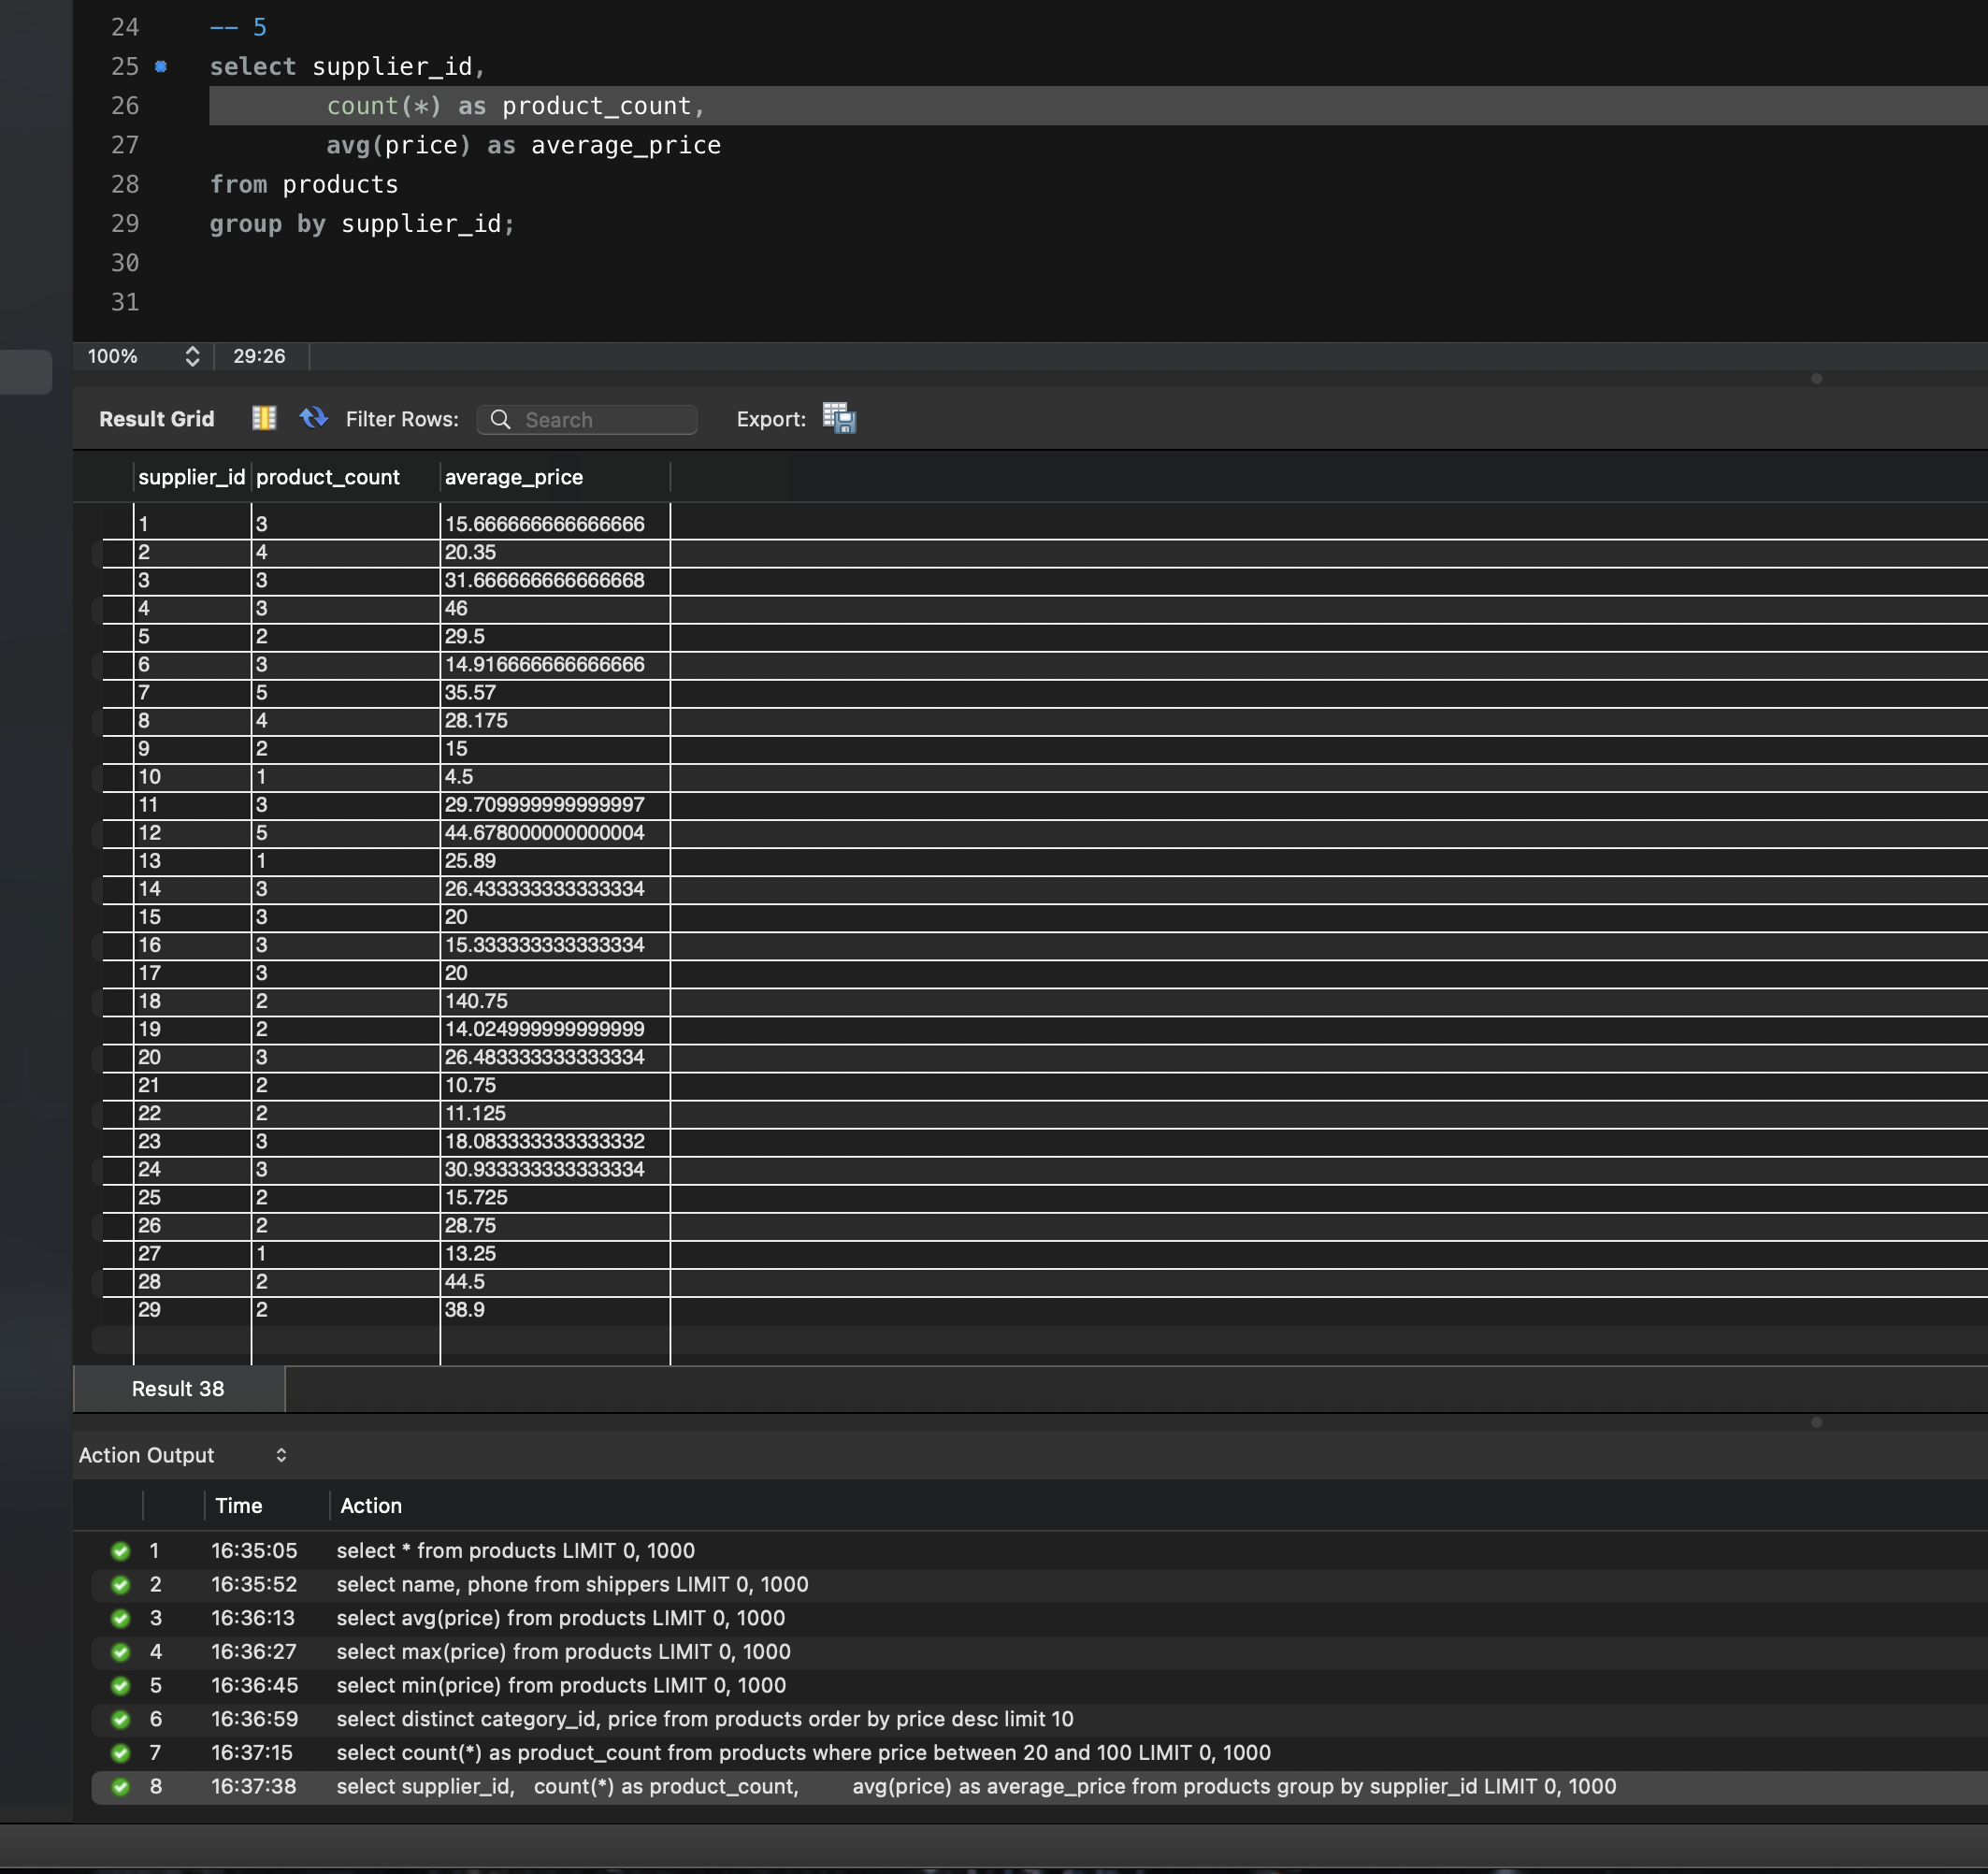 24 -- 5
25 select supplier_id,
26 count(*) as product_count,
27 avg(price) as average_price
28 from products
29 group by supplier_id;
30
31
100% 29:26
Result Grid Filter Rows: Search Export:
supplier_id product_count average_price
1 3 15.666666666666666
2 4 20.35
3 3 31.666666666666668
4 3 46
5 2 29.5
6 3 14.916666666666666
7 5 35.57
8 4 28.175
9 2 15
10 1 4.5
11 3 29.709999999999997
12 5 44.678000000000004
13 1 25.89
14 3 26.433333333333334
15 3 20
16 3 15.333333333333334
17 3 20
18 2 140.75
19 2 14.024999999999999
20 3 26.483333333333334
21 2 10.75
22 2 11.125
23 3 18.083333333333332
24 3 30.933333333333334
25 2 15.725
26 2 28.75
27 1 13.25
28 2 44.5
29 2 38.9
Result 38
Action Output
Time Action
1 16:35:05 select * from products LIMIT 0, 1000
2 16:35:52 select name, phone from shippers LIMIT 0, 1000
3 16:36:13 select avg(price) from products LIMIT 0, 1000
4 16:36:27 select max(price) from products LIMIT 0, 1000
5 16:36:45 select min(price) from products LIMIT 0, 1000
6 16:36:59 select distinct category_id, price from products order by price desc limit 10
7 16:37:15 select count(*) as product_count from products where price between 20 and 100 LIMIT 0, 1000
8 16:37:38 select supplier_id, count(*) as product_count, avg(price) as average_price from products group by supplier_id LIMIT 0, 1000